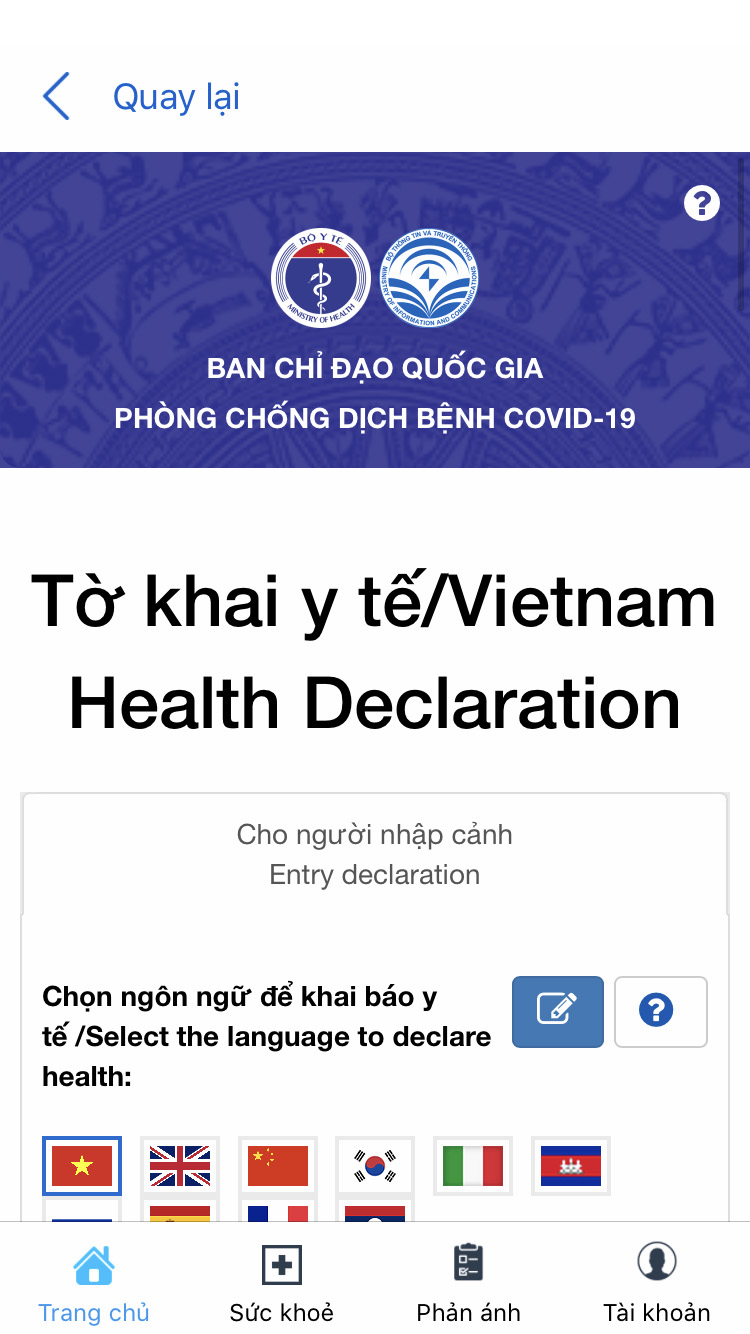 Quay lại
BỘ Y TẾ
MINISTRY OF HEALTH
BỘ THÔNG TIN VÀ TRUYỀN THÔNG
MINISTRY OF INFORMATION AND COMMUNICATIONS
BAN CHỈ ĐẠO QUỐC GIA
PHÒNG CHỐNG DỊCH BỆNH COVID-19
Tờ khai y tế/Vietnam
Health Declaration
Cho người nhập cảnh
Entry declaration
Chọn ngôn ngữ để khai báo y
tế /Select the language to declare
health:
Trang chủ
Sức khoẻ
Phản ánh
Tài khoản